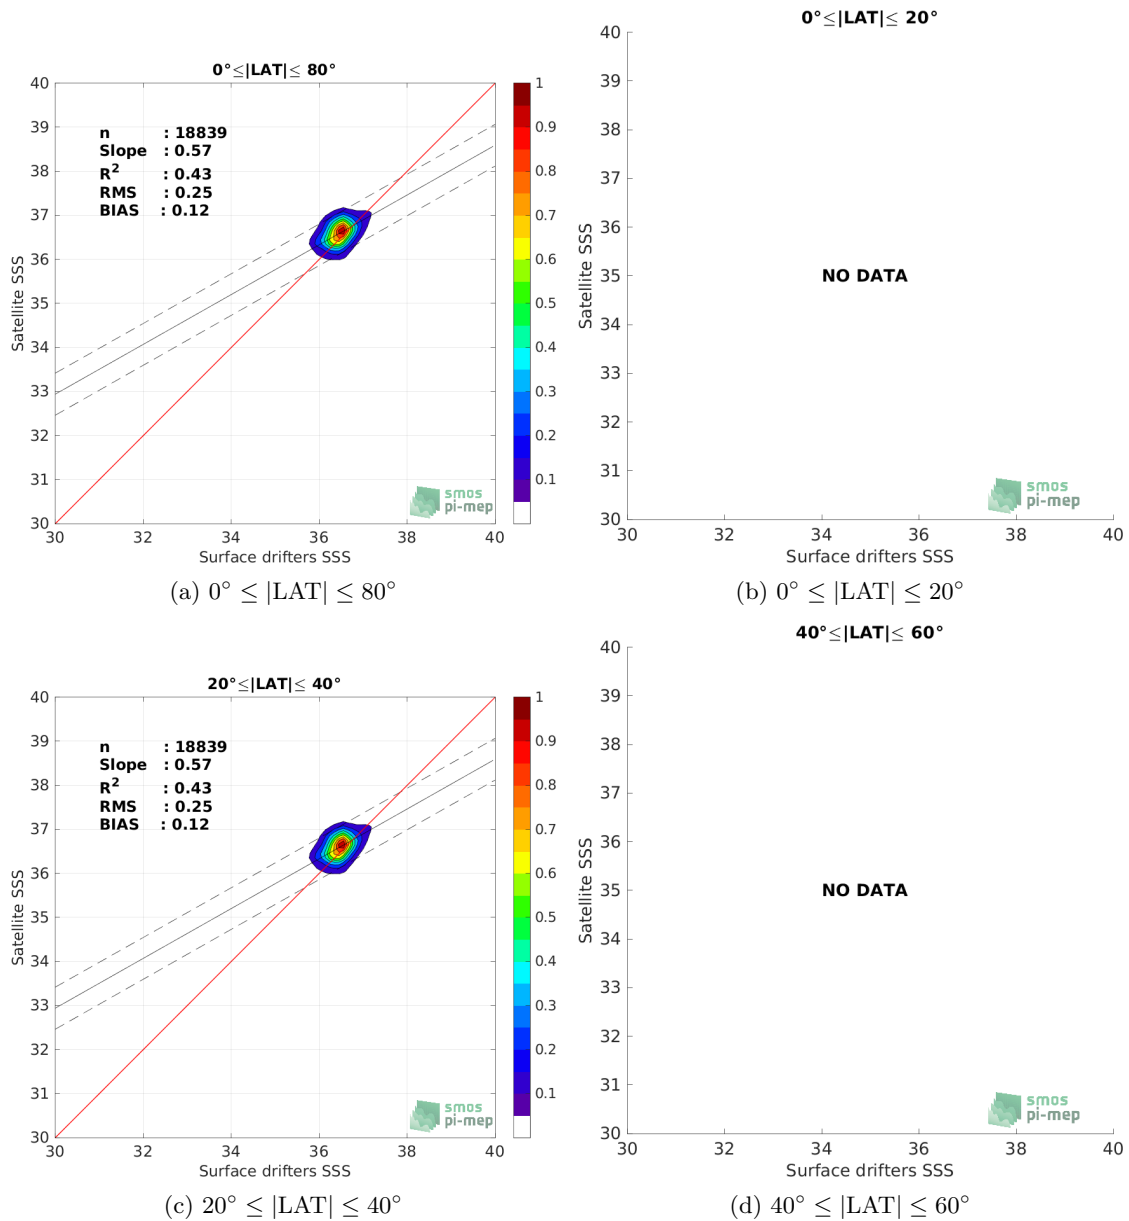 0°≤|LAT|≤ 80°
n : 18839
Slope : 0.57
R² : 0.43
RMS : 0.25
BIAS : 0.12
40
39
38
37
36
35
34
33
32
31
30
Satellite SSS
30 32 34 36 38 40
Surface drifters SSS
1
0.9
0.8
0.7
0.6
0.5
0.4
0.3
0.2
0.1
smos
pi-mep
(a) 0° ≤ |LAT| ≤ 80°
0°≤|LAT|≤ 20°
40
39
38
37
36
35
34
33
32
31
30
Satellite SSS
NO DATA
smos
pi-mep
30 32 34 36 38 40
Surface drifters SSS
(b) 0° ≤ |LAT| ≤ 20°
20°≤|LAT|≤ 40°
n : 18839
Slope : 0.57
R² : 0.43
RMS : 0.25
BIAS : 0.12
40
39
38
37
36
35
34
33
32
31
30
Satellite SSS
30 32 34 36 38 40
Surface drifters SSS
1
0.9
0.8
0.7
0.6
0.5
0.4
0.3
0.2
0.1
smos
pi-mep
(c) 20° ≤ |LAT| ≤ 40°
40°≤|LAT|≤ 60°
40
39
38
37
36
35
34
33
32
31
30
Satellite SSS
NO DATA
smos
pi-mep
30 32 34 36 38 40
Surface drifters SSS
(d) 40° ≤ |LAT| ≤ 60°